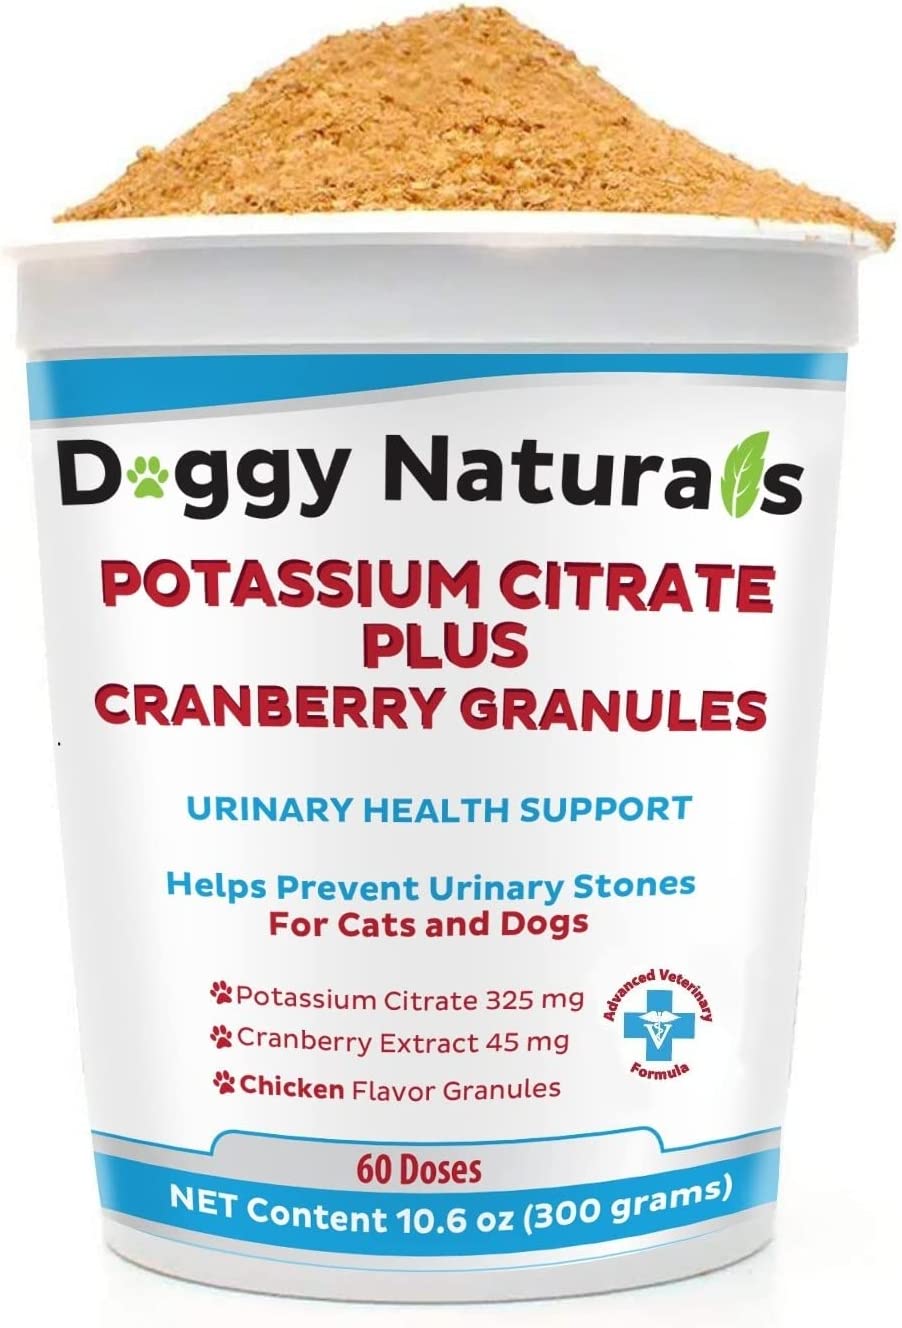 Doggy Naturals
POTASSIUM CITRATE
PLUS
CRANBERRY GRANULES
URINARY HEALTH SUPPORT
Helps Prevent Urinary Stones
For Cats and Dogs
Potassium Citrate 325 mg
Cranberry Extract 45 mg
Chicken Flavor Granules
Advanced Veterinary
V
Formula
60 Doses
NET Content 10.6 oz (300 grams)